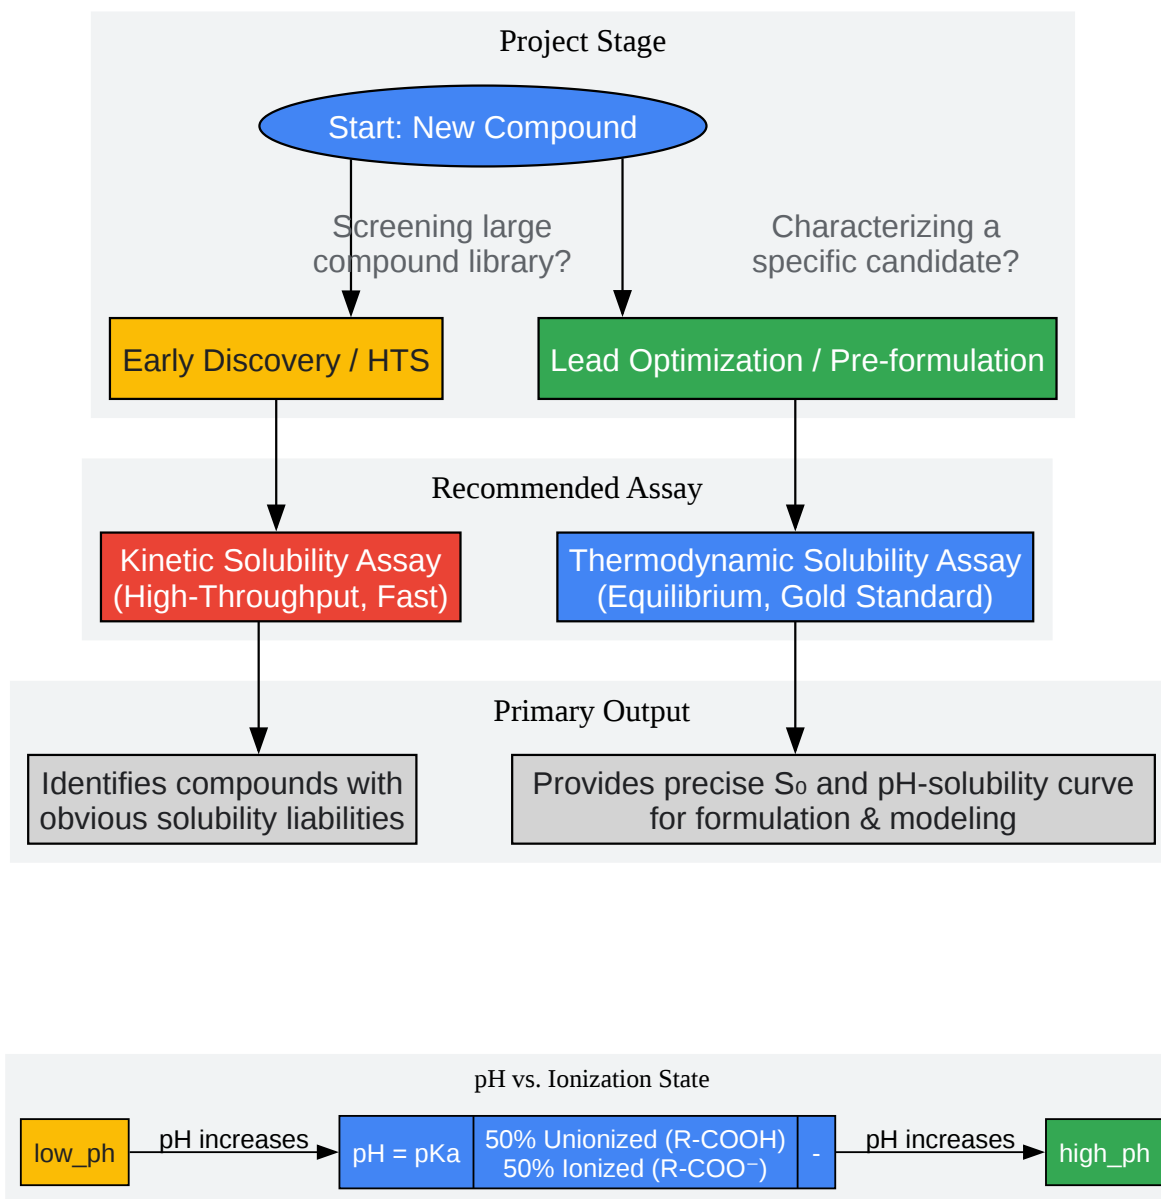 Project Stage
Start: New Compound
Screening large
compound library?
Characterizing a
specific candidate?
Early Discovery / HTS
Lead Optimization / Pre-formulation
Recommended Assay
Kinetic Solubility Assay
(High-Throughput, Fast)
Thermodynamic Solubility Assay
(Equilibrium, Gold Standard)
Primary Output
Identifies compounds with
obvious solubility liabilities
Provides precise S₀ and pH-solubility curve
for formulation & modeling
pH vs. Ionization State
low_ph
pH increases
pH = pKa
50% Unionized (R-COOH)
50% Ionized (R-COO⁻)
-
pH increases
high_ph